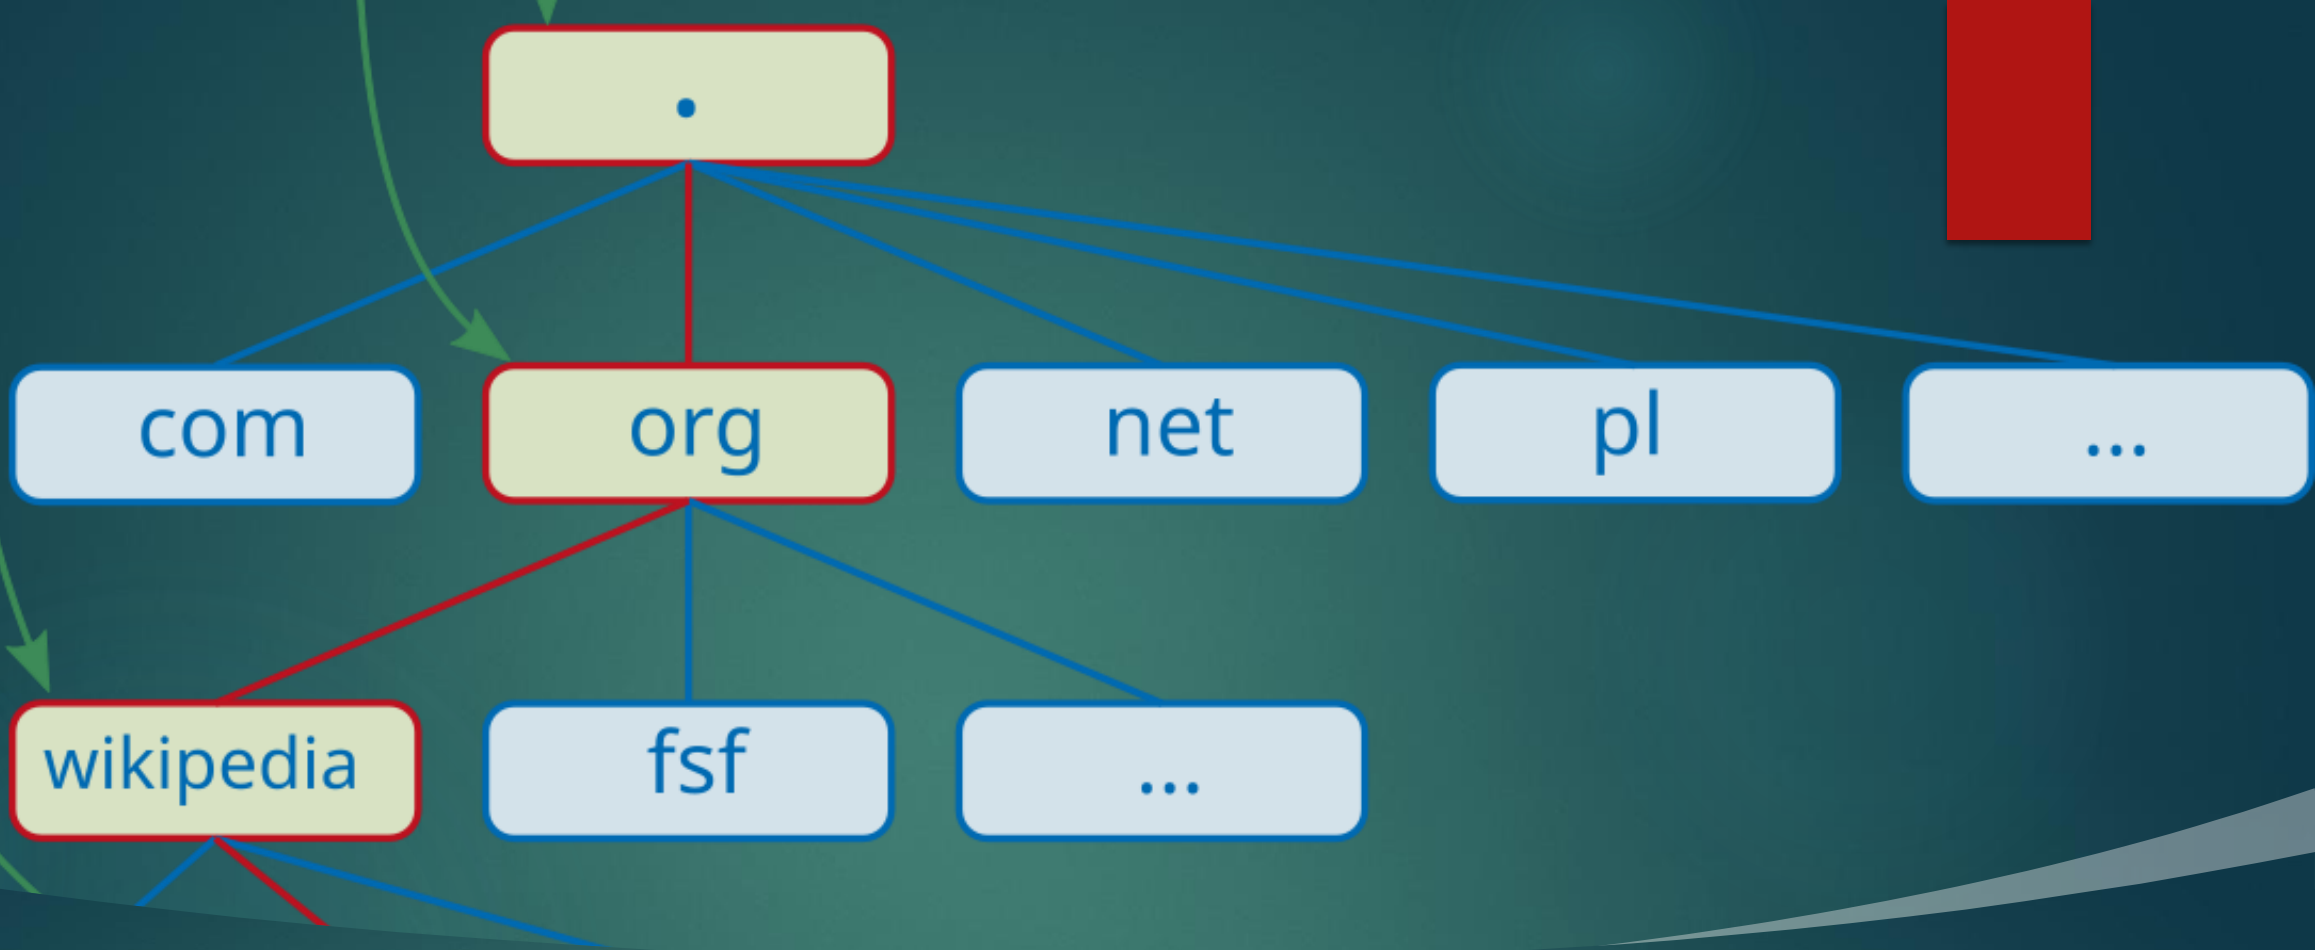 .
com
org
net
pl
...
wikipedia
fsf
...